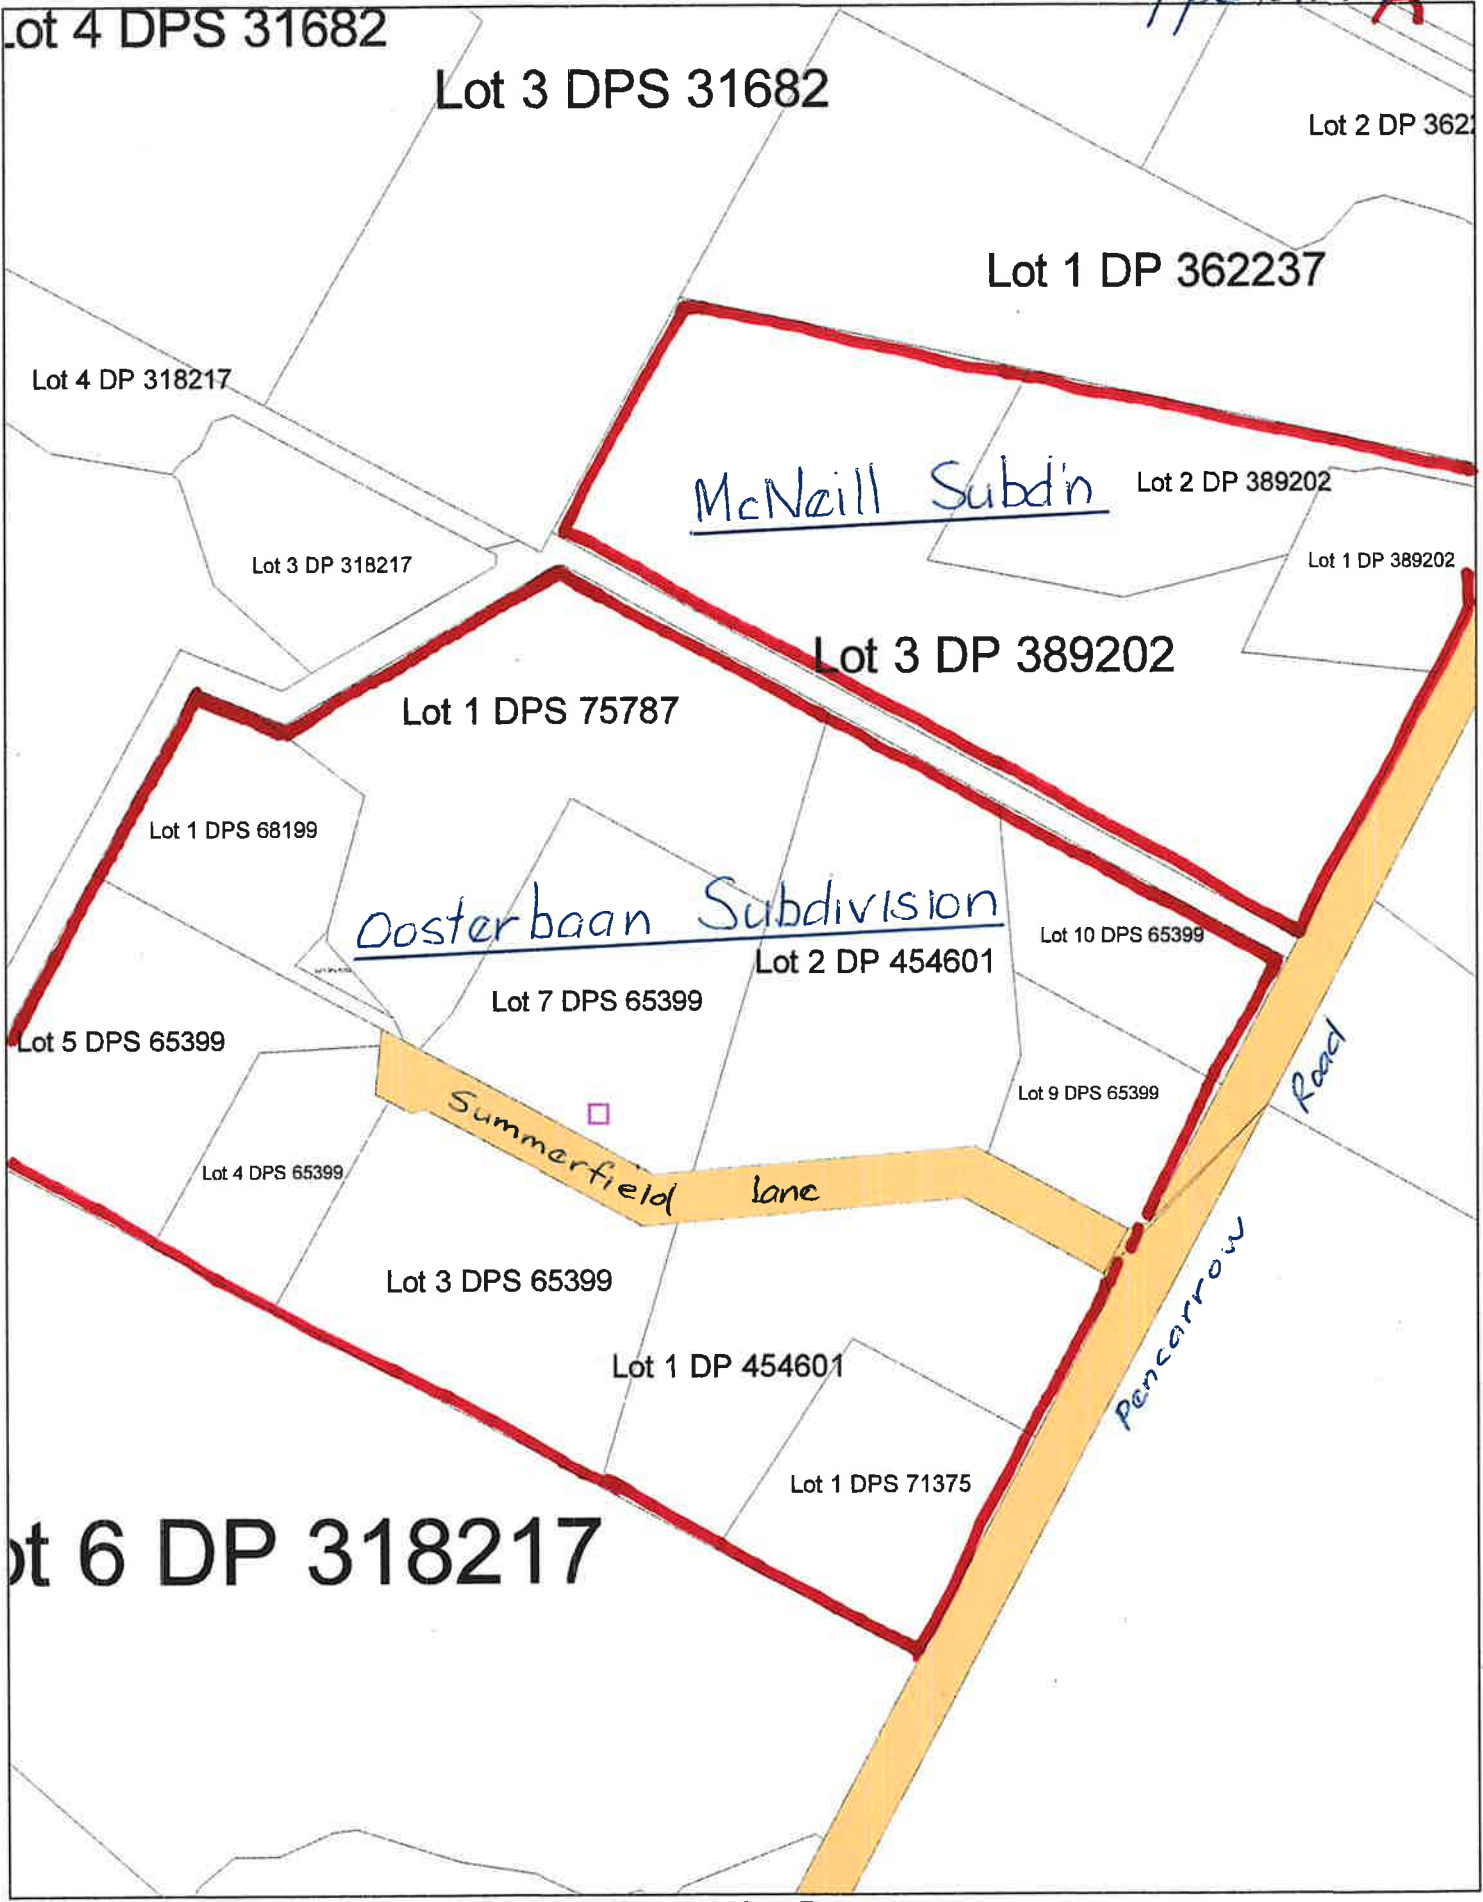 Lot 4 DPS 31682
Lot 3 DPS 31682
A
Lot 2 DP 362
Lot 1 DP 362237
Lot 4 DP 318217
McNeill Subd'n
Lot 2 DP 389202
Lot 3 DP 318217
Lot 1 DP 389202
Lot 3 DP 389202
Lot 1 DPS 75787
Lot 1 DPS 68199
Oosterbaan Subdivision
Lot 10 DPS 65399
Lot 2 DP 454601
Lot 7 DPS 65399
Lot 5 DPS 65399
Lot 9 DPS 65399
Summerfield lane
Lot 4 DPS 65399
Pencarrow Road
Lot 3 DPS 65399
Lot 1 DP 454601
Lot 1 DPS 71375
ot 6 DP 318217